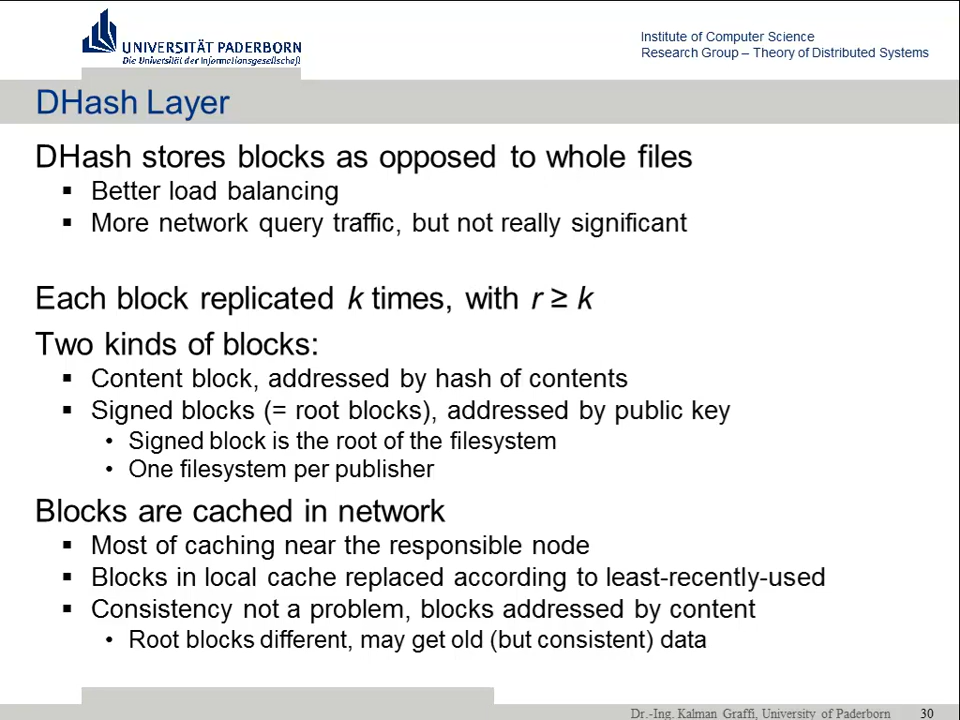 UNIVERSITÄT PADERBORN
Die Universität der Informationsgesellschaft
Institute of Computer Science
Research Group – Theory of Distributed Systems
DHash Layer
DHash stores blocks as opposed to whole files
▪ Better load balancing
▪ More network query traffic, but not really significant
Each block replicated k times, with r ≥ k
Two kinds of blocks:
▪ Content block, addressed by hash of contents
▪ Signed blocks (= root blocks), addressed by public key
• Signed block is the root of the filesystem
• One filesystem per publisher
Blocks are cached in network
▪ Most of caching near the responsible node
▪ Blocks in local cache replaced according to least-recently-used
▪ Consistency not a problem, blocks addressed by content
• Root blocks different, may get old (but consistent) data
Dr.-Ing. Kalman Graffi, University of Paderborn 30